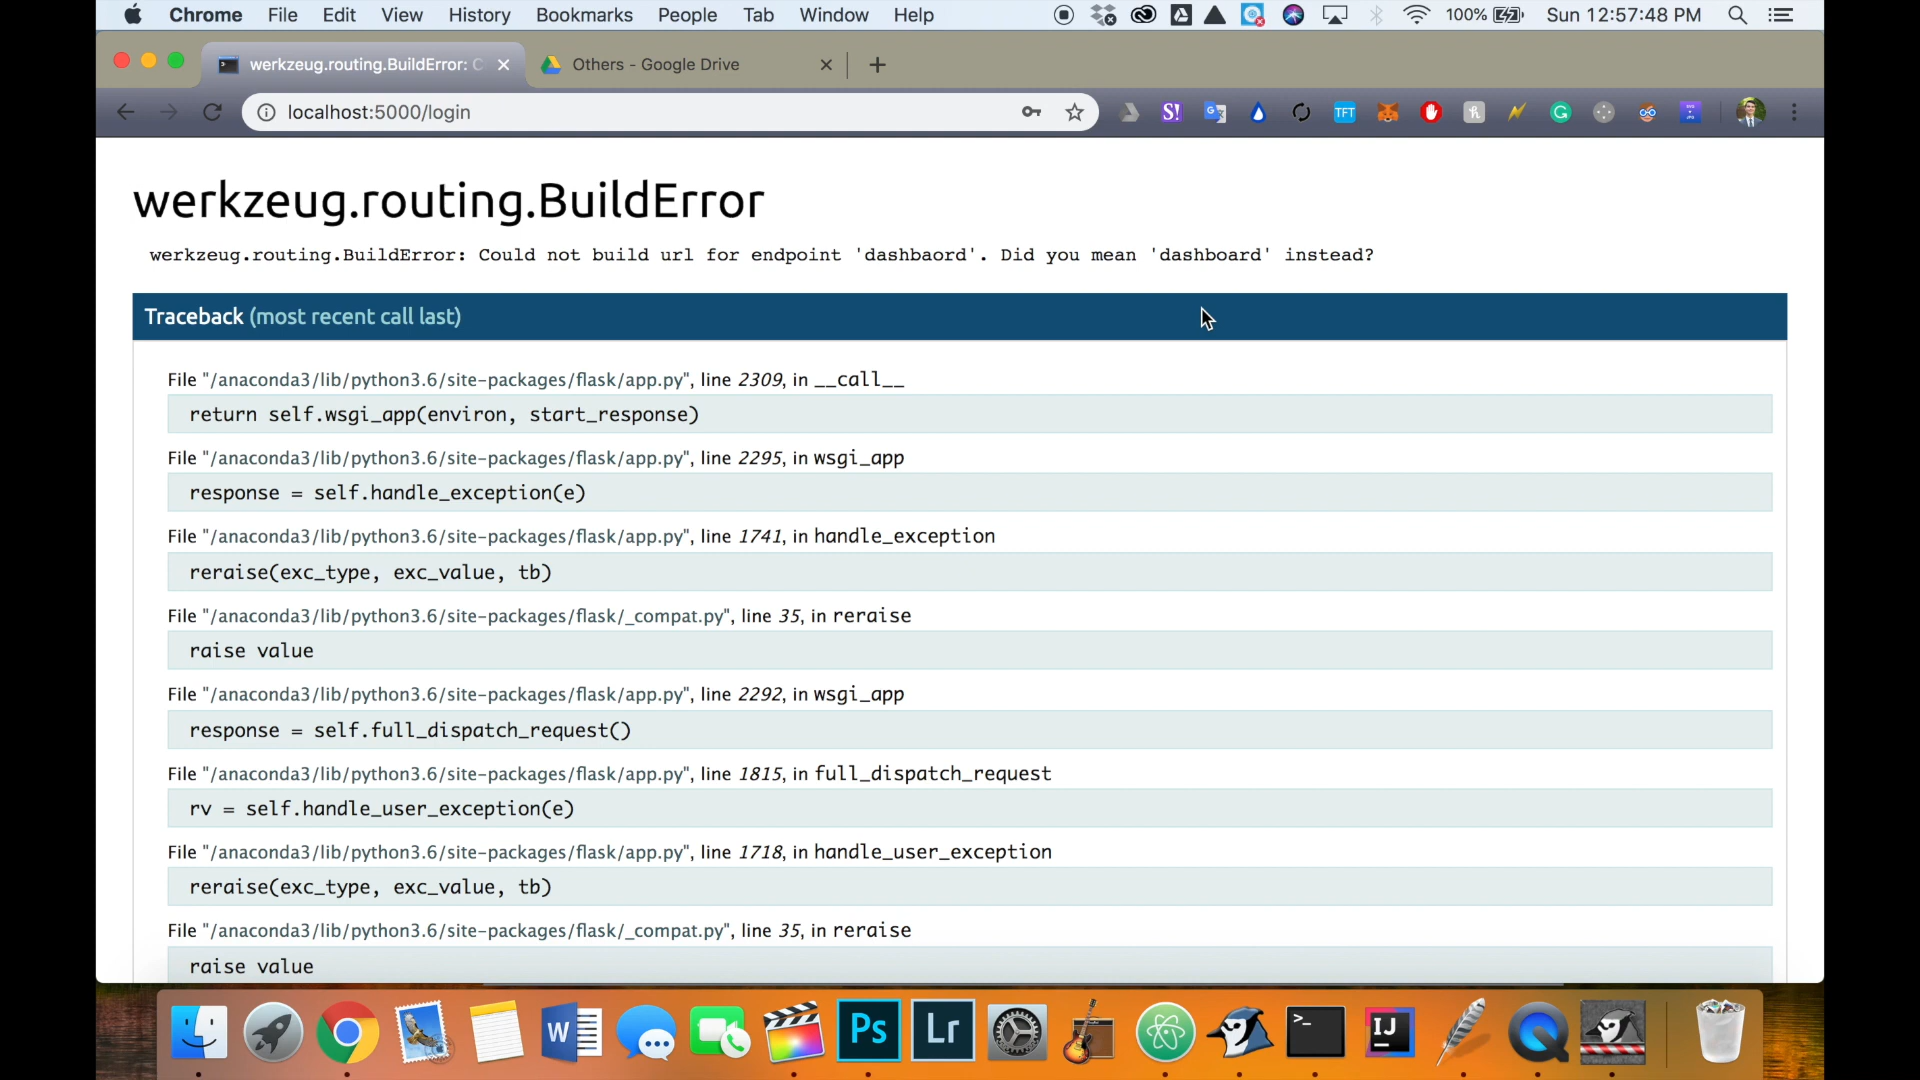 Chrome File Edit View History Bookmarks People Tab Window Help 100% Sun 12:57:48 PM
werkzeug.routing.BuildError: C Others - Google Drive
localhost:5000/login S! TFT
werkzeug.routing.BuildError
werkzeug.routing.BuildError: Could not build url for endpoint 'dashbaord'. Did you mean 'dashboard' instead?
Traceback (most recent call last)
File "/anaconda3/lib/python3.6/site-packages/flask/app.py", line 2309, in __call__
return self.wsgi_app(environ, start_response)
File "/anaconda3/lib/python3.6/site-packages/flask/app.py", line 2295, in wsgi_app
response = self.handle_exception(e)
File "/anaconda3/lib/python3.6/site-packages/flask/app.py", line 1741, in handle_exception
reraise(exc_type, exc_value, tb)
File "/anaconda3/lib/python3.6/site-packages/flask/_compat.py", line 35, in reraise
raise value
File "/anaconda3/lib/python3.6/site-packages/flask/app.py", line 2292, in wsgi_app
response = self.full_dispatch_request()
File "/anaconda3/lib/python3.6/site-packages/flask/app.py", line 1815, in full_dispatch_request
rv = self.handle_user_exception(e)
File "/anaconda3/lib/python3.6/site-packages/flask/app.py", line 1718, in handle_user_exception
reraise(exc_type, exc_value, tb)
File "/anaconda3/lib/python3.6/site-packages/flask/_compat.py", line 35, in reraise
raise value
W Ps Lr >_ IJ